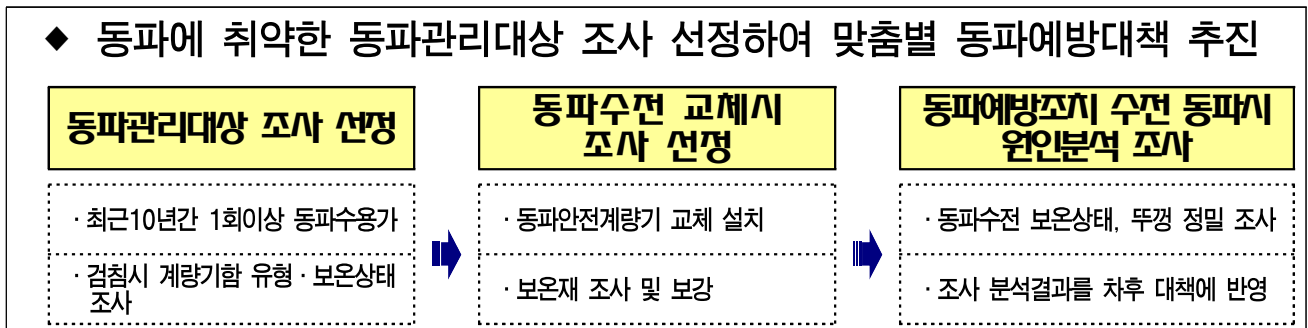 ◆ 동파에 취약한 동파관리대상 조사 선정하여 맞춤별 동파예방대책 추진
동파관리대상 조사 선정
· 최근10년간 1회이상 동파수용가
· 검침시 계량기함 유형 · 보온상태
조사
동파수전 교체시
조사 선정
· 동파안전계량기 교체 설치
· 보온재 조사 및 보강
동파예방조치 수전 동파시
원인분석 조사
· 동파수전 보온상태, 뚜껑 정밀 조사
· 조사 분석결과를 차후 대책에 반영